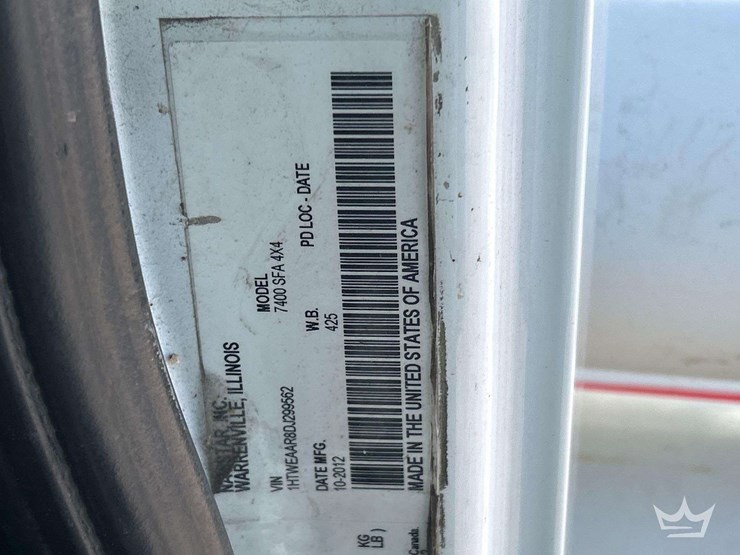 NAVISTAR, INC.
WARRENVILLE, ILLINOIS
VIN
1HTWEAAR8DJ299562
MODEL
7400 SFA 4X4
DATE MFG.
10-2012
W.B.
425
PD LOC - DATE
MADE IN THE UNITED STATES OF AMERICA
KG
LB )
Canada.